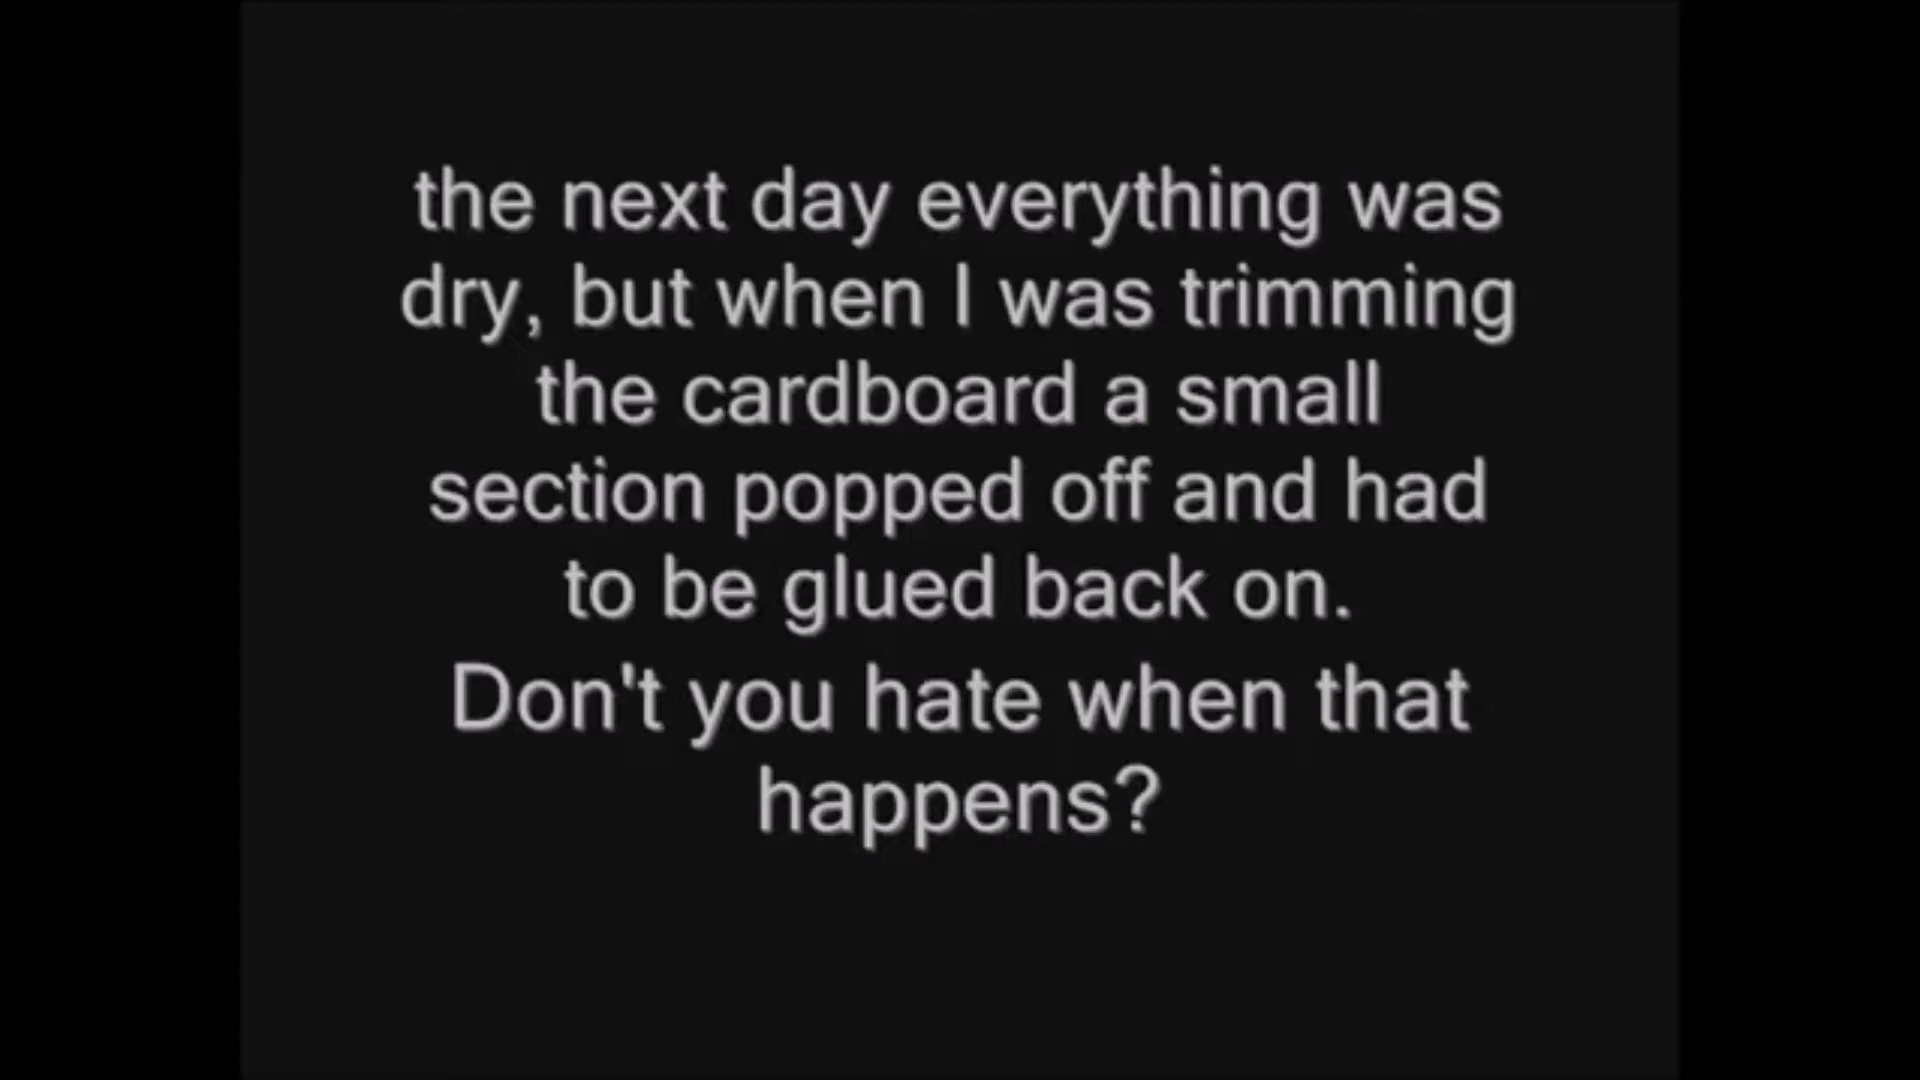 the next day everything was
dry, but when I was trimming
the cardboard a small
section popped off and had
to be glued back on.
Don't you hate when that
happens?